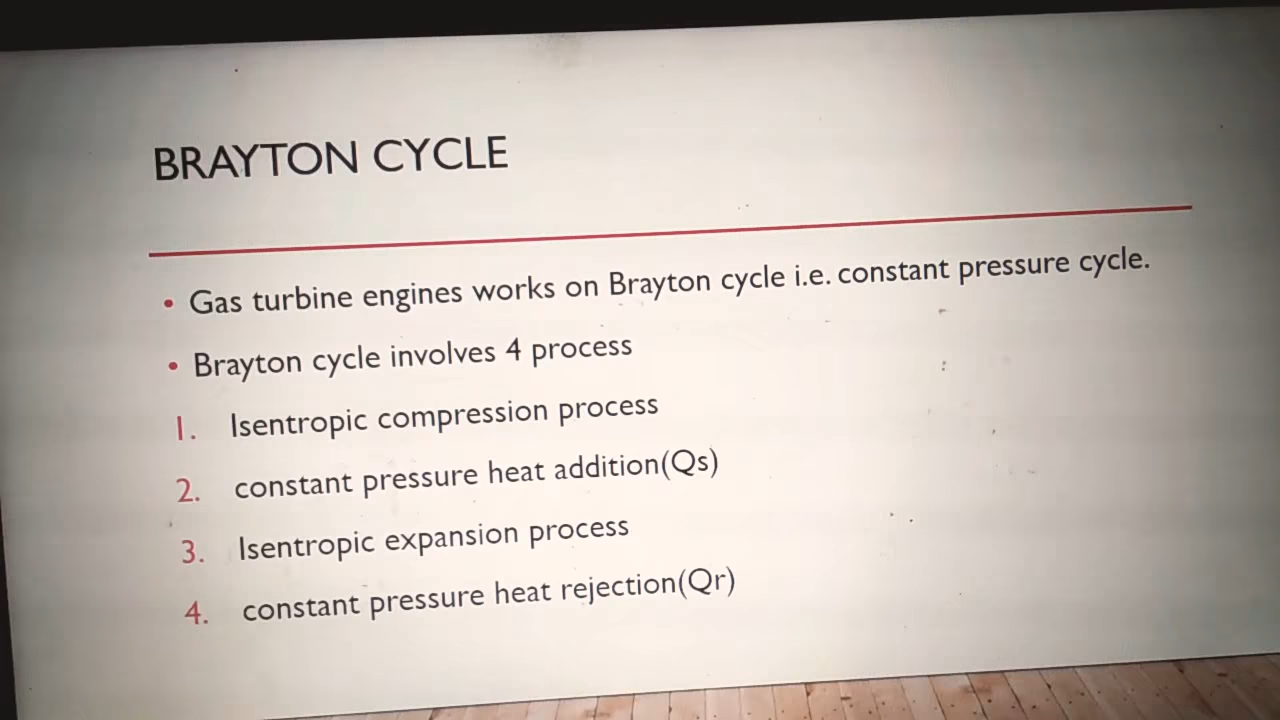 BRAYTON CYCLE
• Gas turbine engines works on Brayton cycle i.e. constant pressure cycle.
• Brayton cycle involves 4 process
1. Isentropic compression process
2. constant pressure heat addition(Qs)
3. Isentropic expansion process
4. constant pressure heat rejection(Qr)